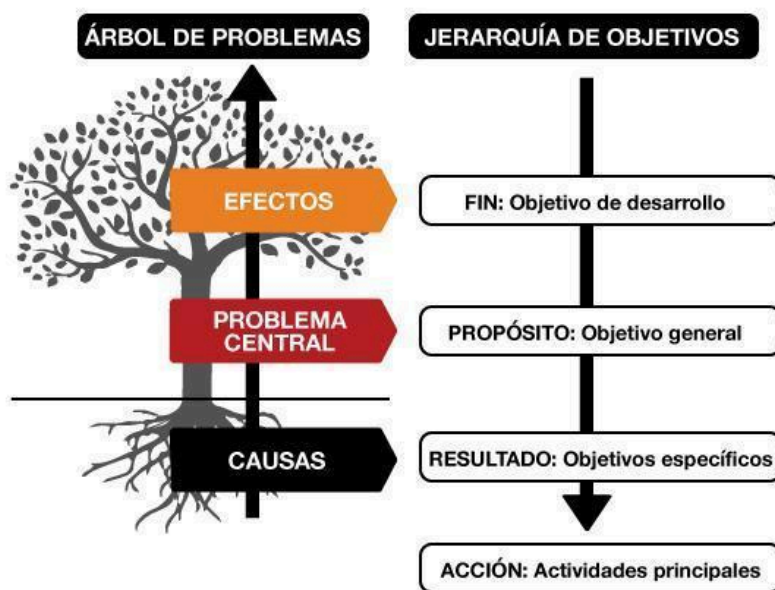 ÁRBOL DE PROBLEMAS
JERARQUÍA DE OBJETIVOS
EFECTOS
FIN: Objetivo de desarrollo
PROBLEMA
CENTRAL
PROPÓSITO: Objetivo general
CAUSAS
RESULTADO: Objetivos específicos
ACCIÓN: Actividades principales